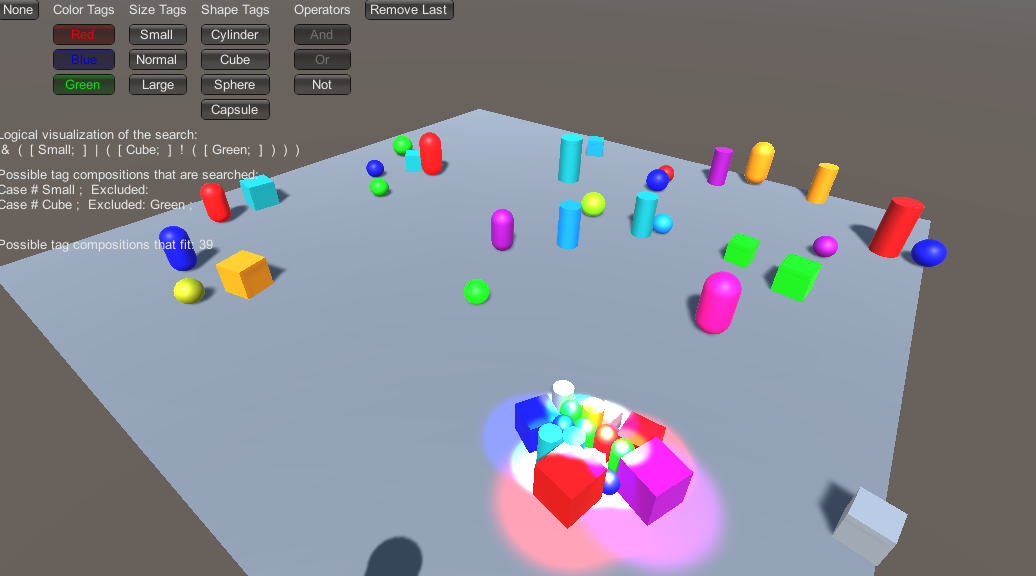 None Color Tags Size Tags Shape Tags Operators Remove Last
Red Small Cylinder And
Blue Normal Cube Or
Green Large Sphere Not
Capsule
Logical visualization of the search:
& ( [ Small; ] | ( [ Cube; ] ! ( [ Green; ] ) ) )
Possible tag compositions that are searched:
Case # Small ; Excluded:
Case # Cube ; Excluded: Green ;
Possible tag compositions that fit: 39